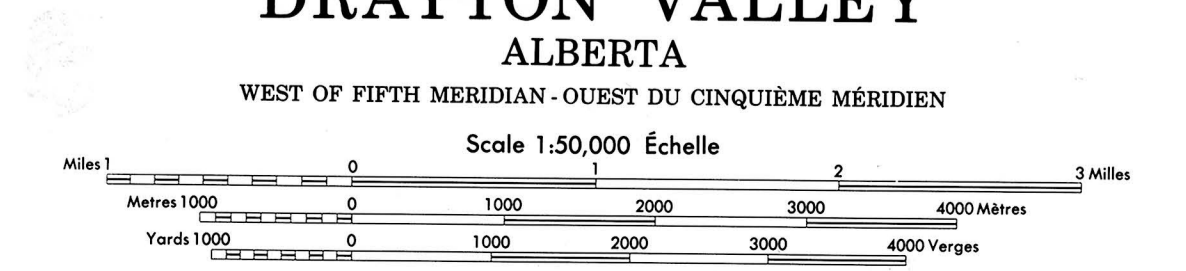 DRAYTON VALLEY
ALBERTA
WEST OF FIFTH MERIDIAN - OUEST DU CINQUIÈME MÉRIDIEN
Scale 1:50,000 Échelle
Miles 1 0 1 2 3 Milles
Metres 1000 0 1000 2000 3000 4000 Mètres
Yards 1000 0 1000 2000 3000 4000 Verges